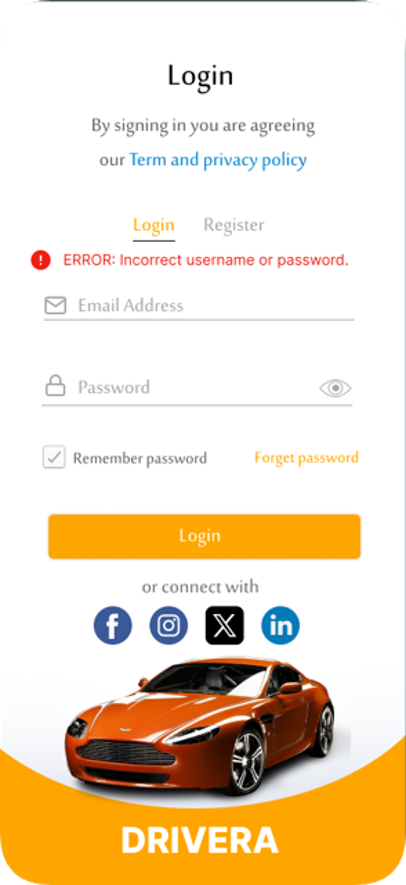 Login
By signing in you are agreeing
our Term and privacy policy
Login Register
ERROR: Incorrect username or password.
Email Address
Password
Remember password Forget password
Login
or connect with
DRIVERA